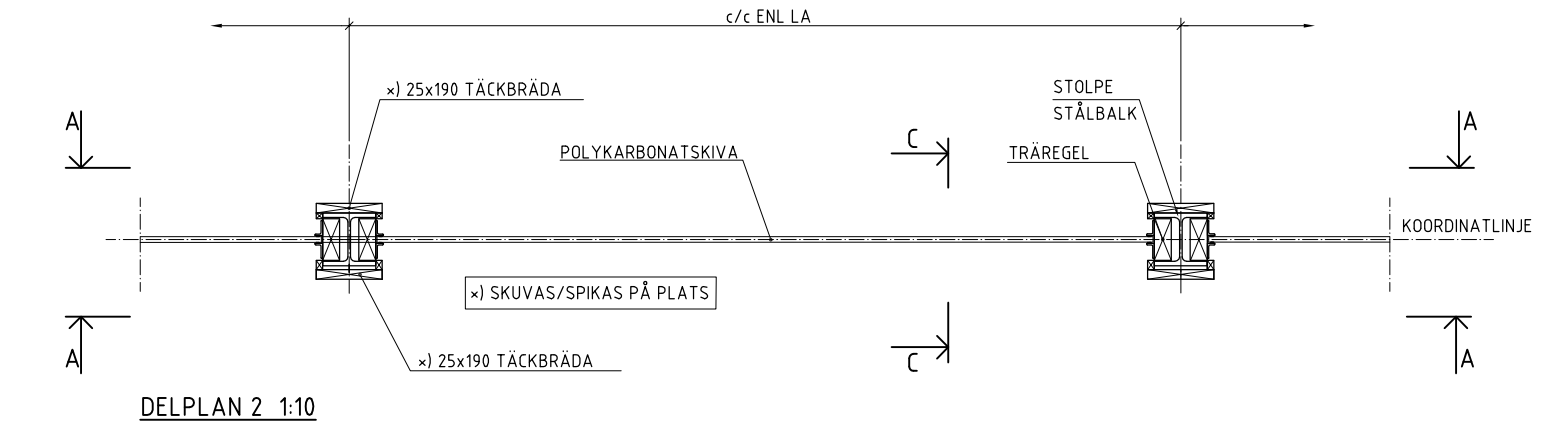 c/c ENL LA
×) 25x190 TÄCKBRÄDA
STOLPE
STÅLBALK
A
C
A
POLYKARBONATSKIVA
TRÄREGEL
KOORDINATLINJE
×) SKUVAS/SPIKAS PÅ PLATS
A
×) 25x190 TÄCKBRÄDA
C
A
DELPLAN 2 1:10